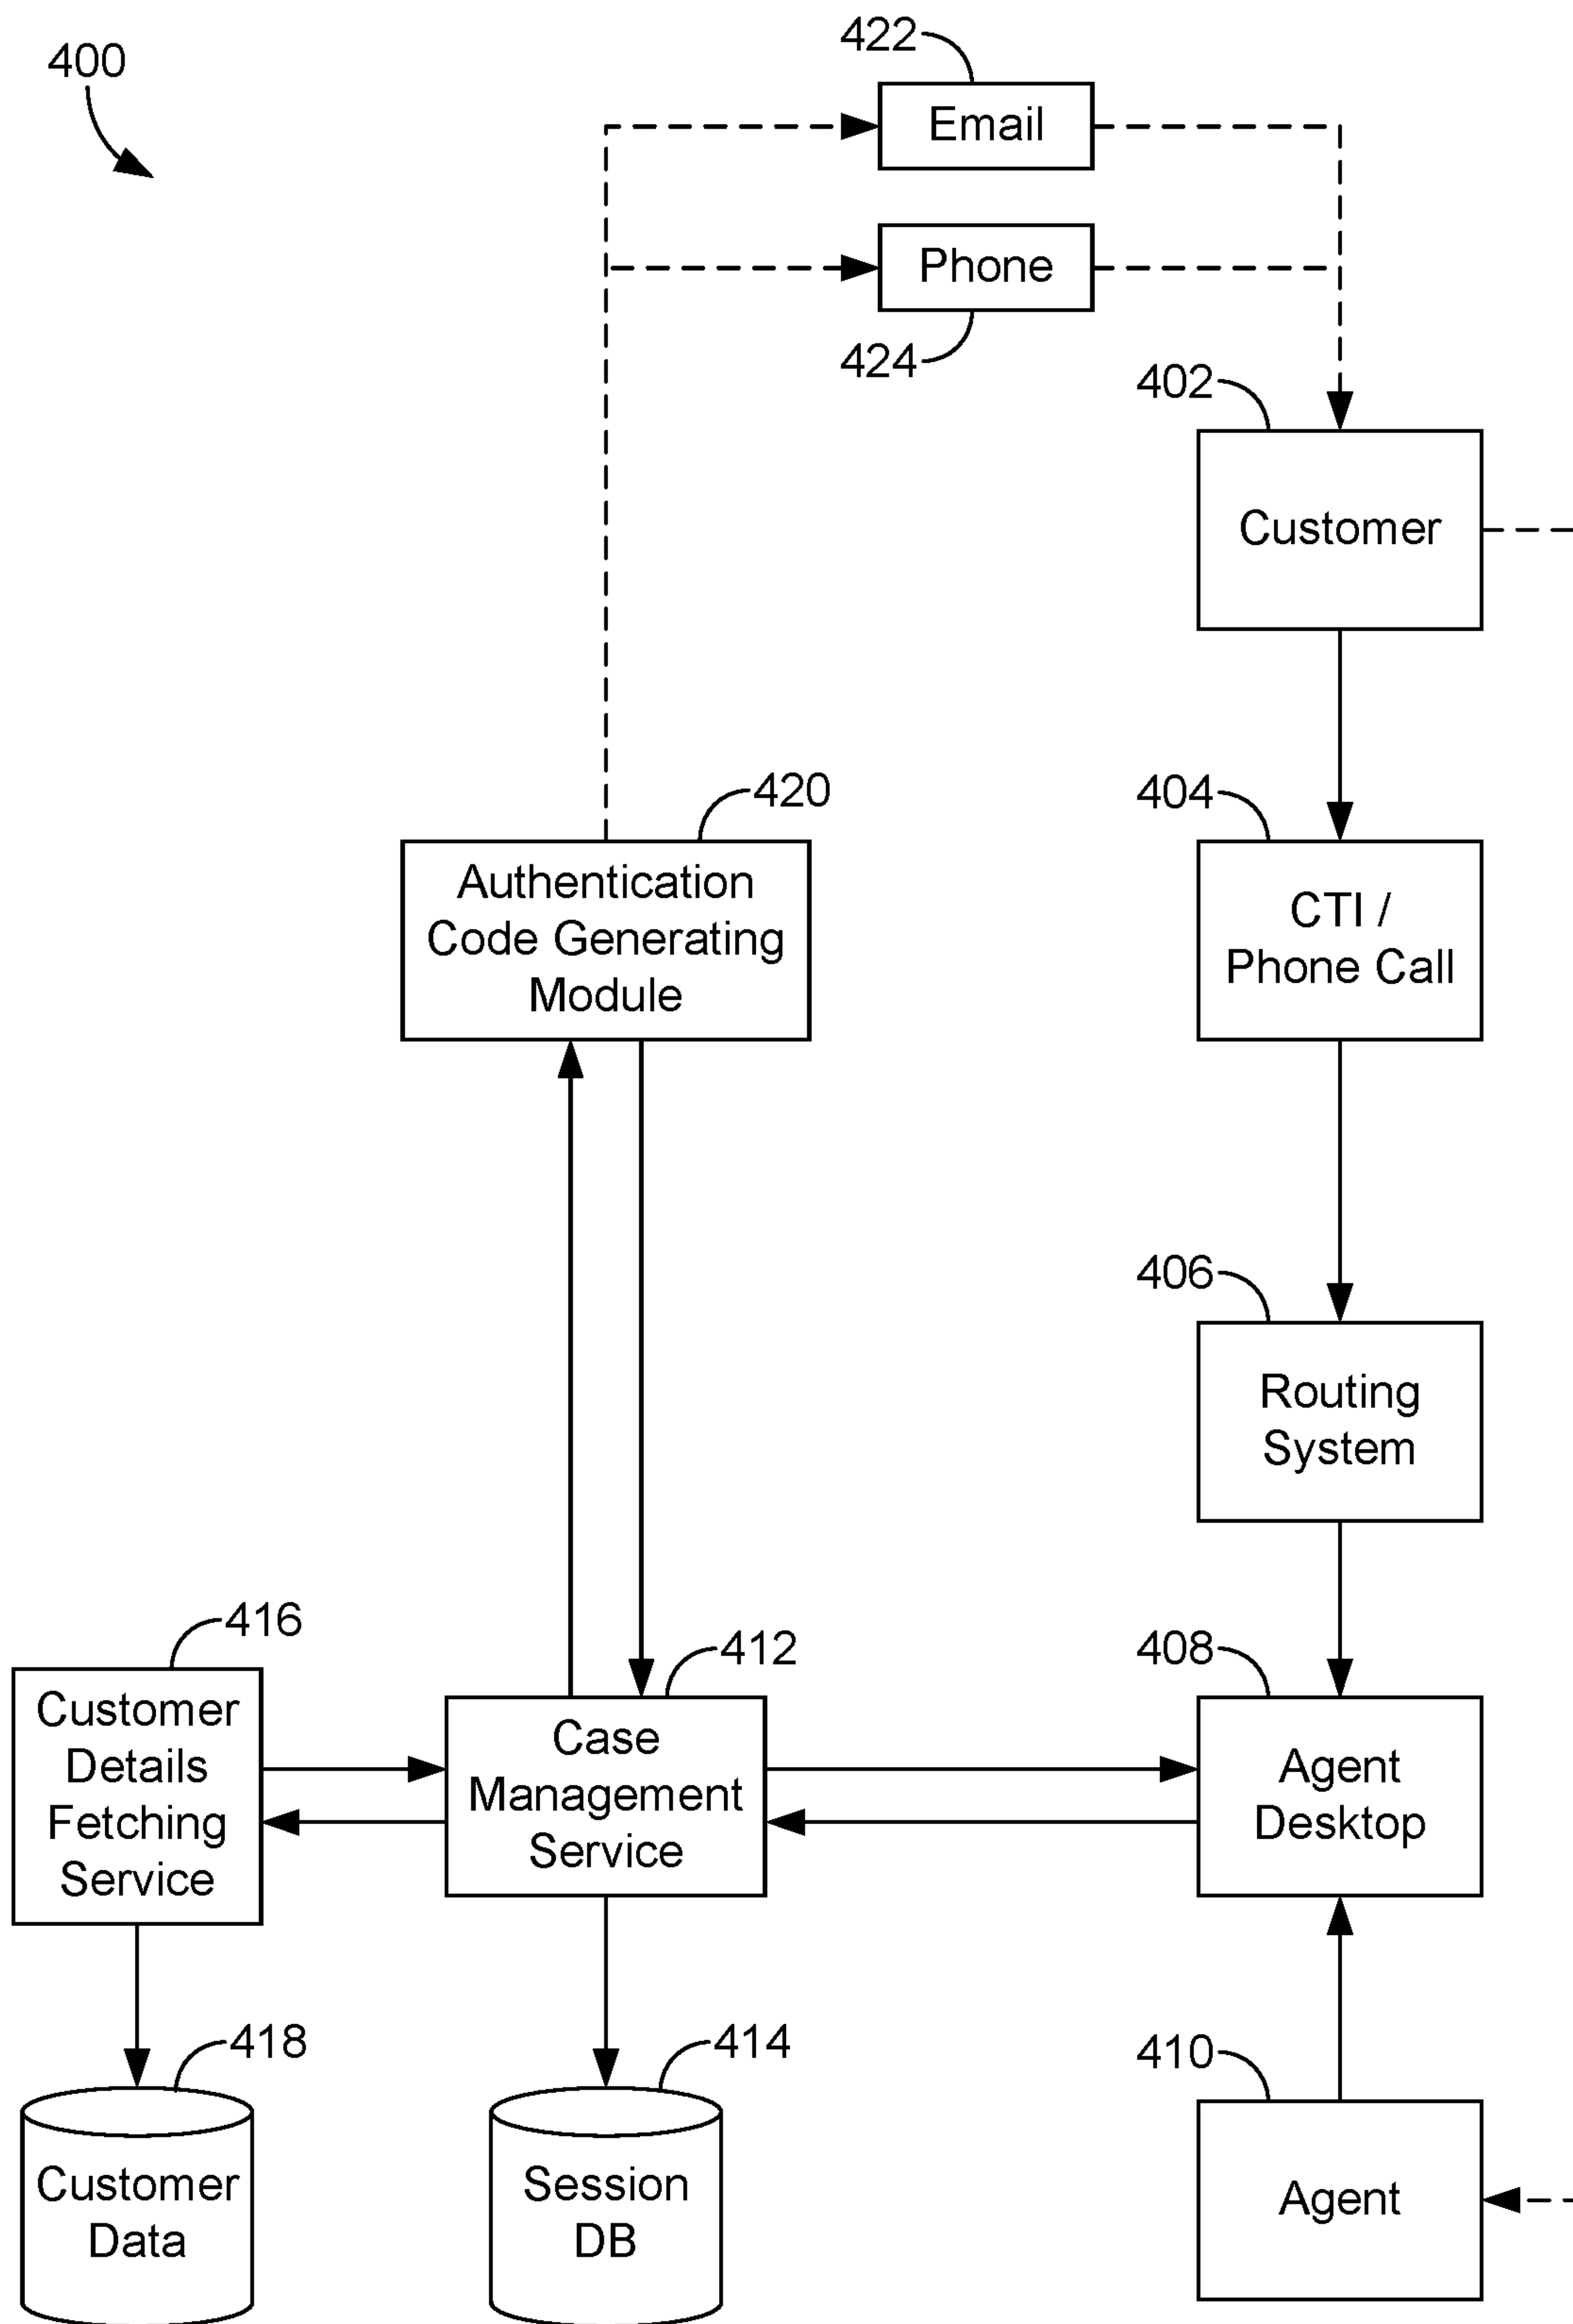 400
422
Email
Phone
424
402
Customer
420
404
Authentication
Code Generating
Module
CTI /
Phone Call
406
Routing
System
416
412
408
Customer
Details
Fetching
Service
Case
Management
Service
Agent
Desktop
418
414
410
Customer
Data
Session
DB
Agent